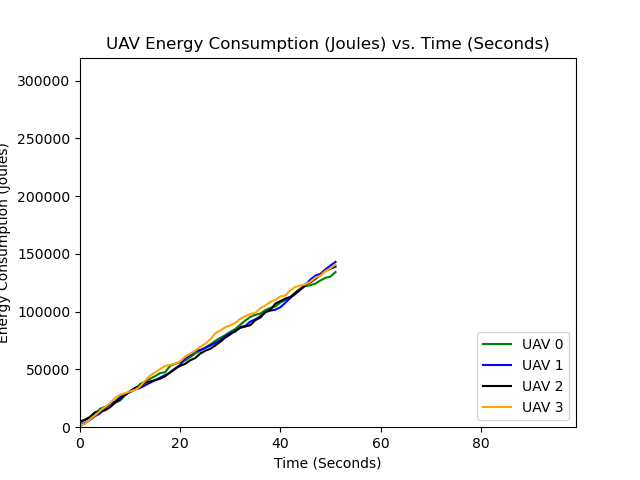 UAV Energy Consumption (Joules) vs. Time (Seconds)
Energy Consumption (Joules)
300000
250000
200000
150000
100000
50000
0
0 20 40 60 80
Time (Seconds)
UAV 0
UAV 1
UAV 2
UAV 3